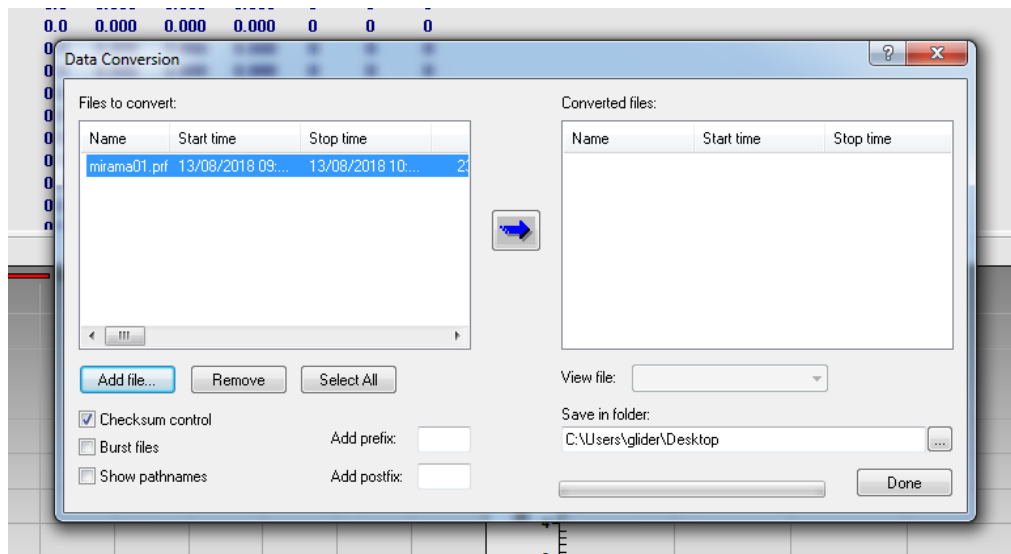 0.0 0.000 0.000 0.000 0 0 0
Data Conversion
Files to convert:
Name Start time Stop time
mirama01.prf 13/08/2018 09:... 13/08/2018 10:... 23
Add file... Remove Select All
Checksum control
Burst files
Show pathnames
Add prefix:
Add postfix:
Converted files:
Name Start time Stop time
View file:
Save in folder:
C:\Users\glider\Desktop ...
Done